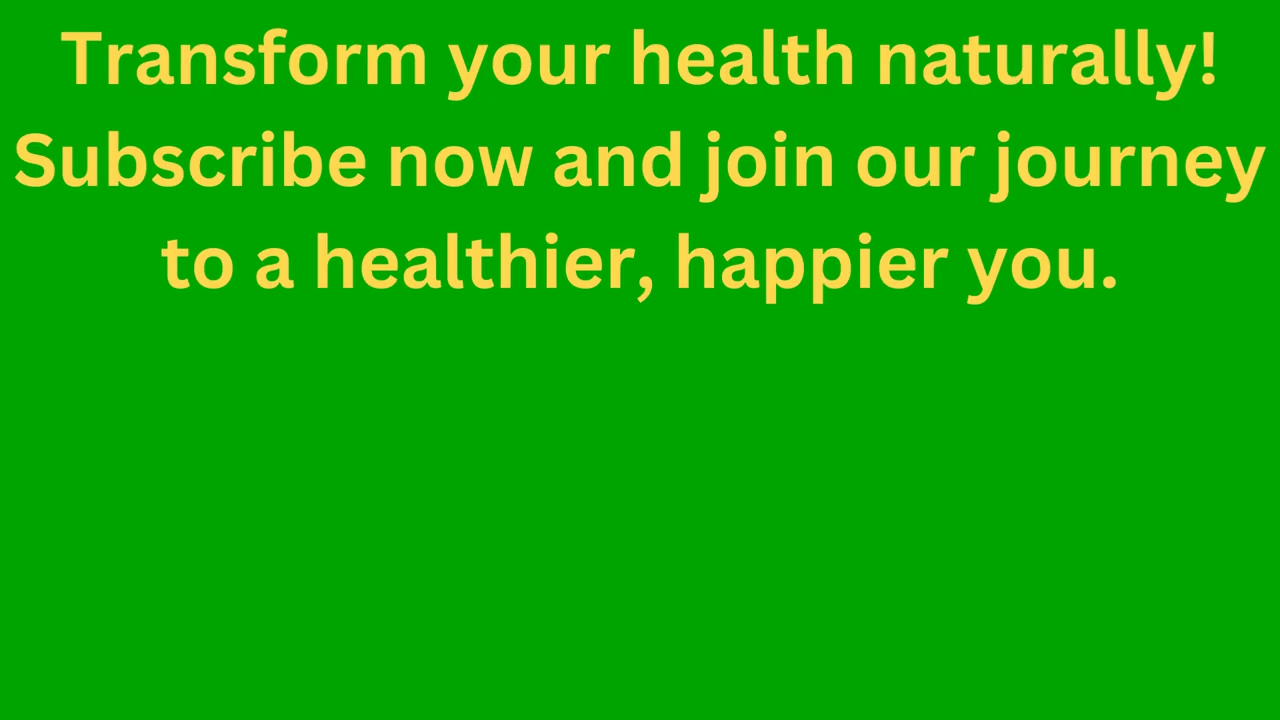 Transform your health naturally!
Subscribe now and join our journey
to a healthier, happier you.